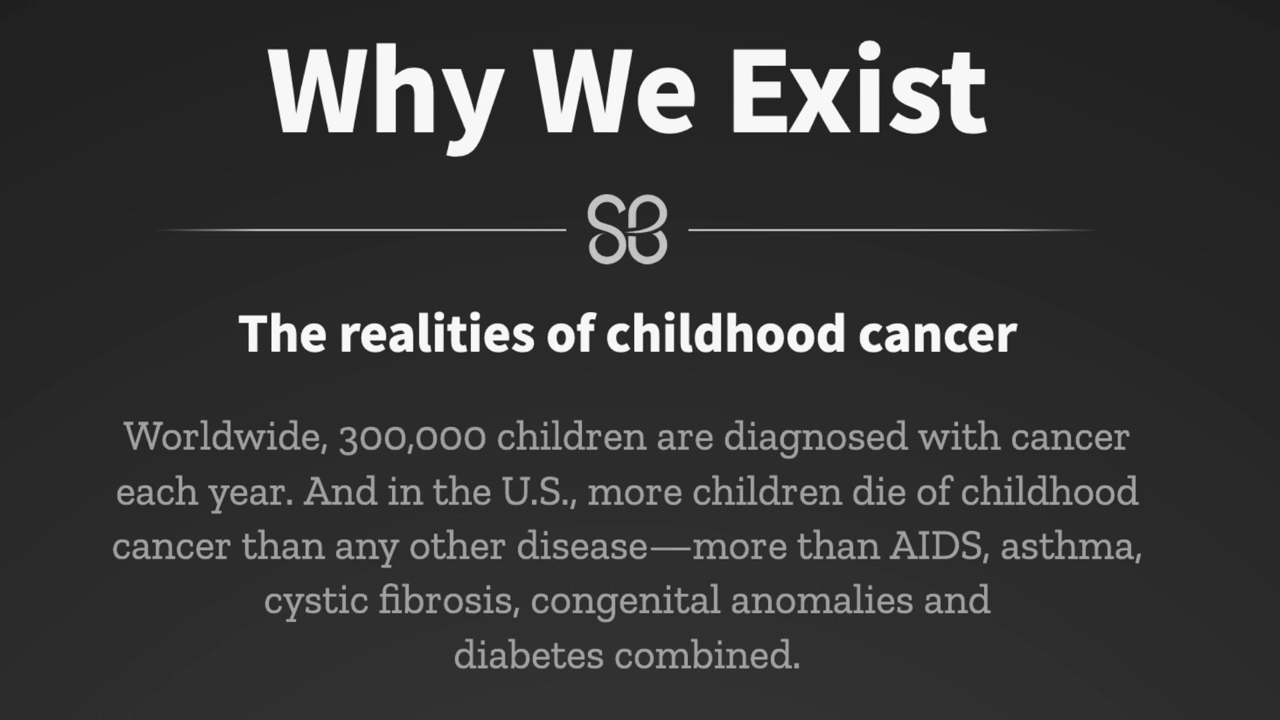 Why We Exist
SB
The realities of childhood cancer
Worldwide, 300,000 children are diagnosed with cancer
each year. And in the U.S., more children die of childhood
cancer than any other disease—more than AIDS, asthma,
cystic fibrosis, congenital anomalies and
diabetes combined.